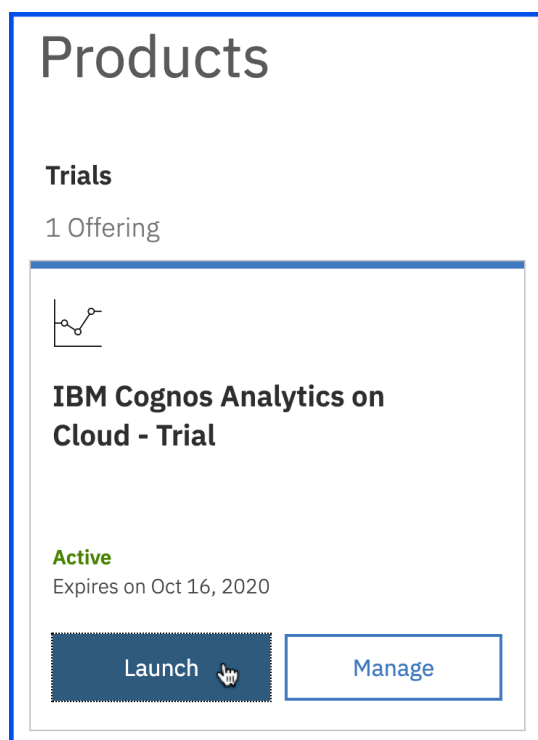 Products
Trials
1 Offering
IBM Cognos Analytics on
Cloud - Trial
Active
Expires on Oct 16, 2020
Launch
Manage